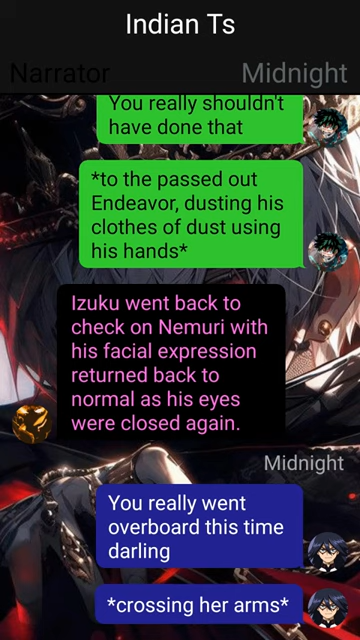 Indian Ts
Narrator
Midnight
You really shouldn't
have done that
*to the passed out
Endeavor, dusting his
clothes of dust using
his hands*
Izuku went back to
check on Nemuri with
his facial expression
returned back to
normal as his eyes
were closed again.
Midnight
You really went
overboard this time
darling
*crossing her arms*